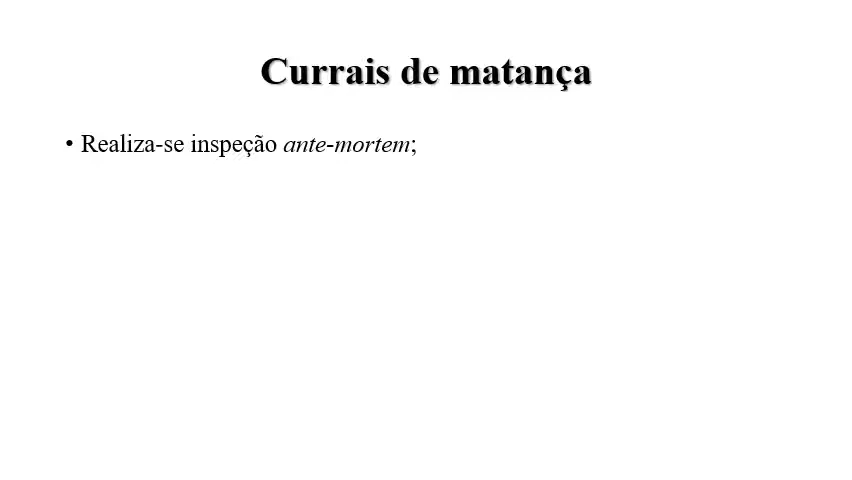 Currais de matança
• Realiza-se inspeção ante-mortem;